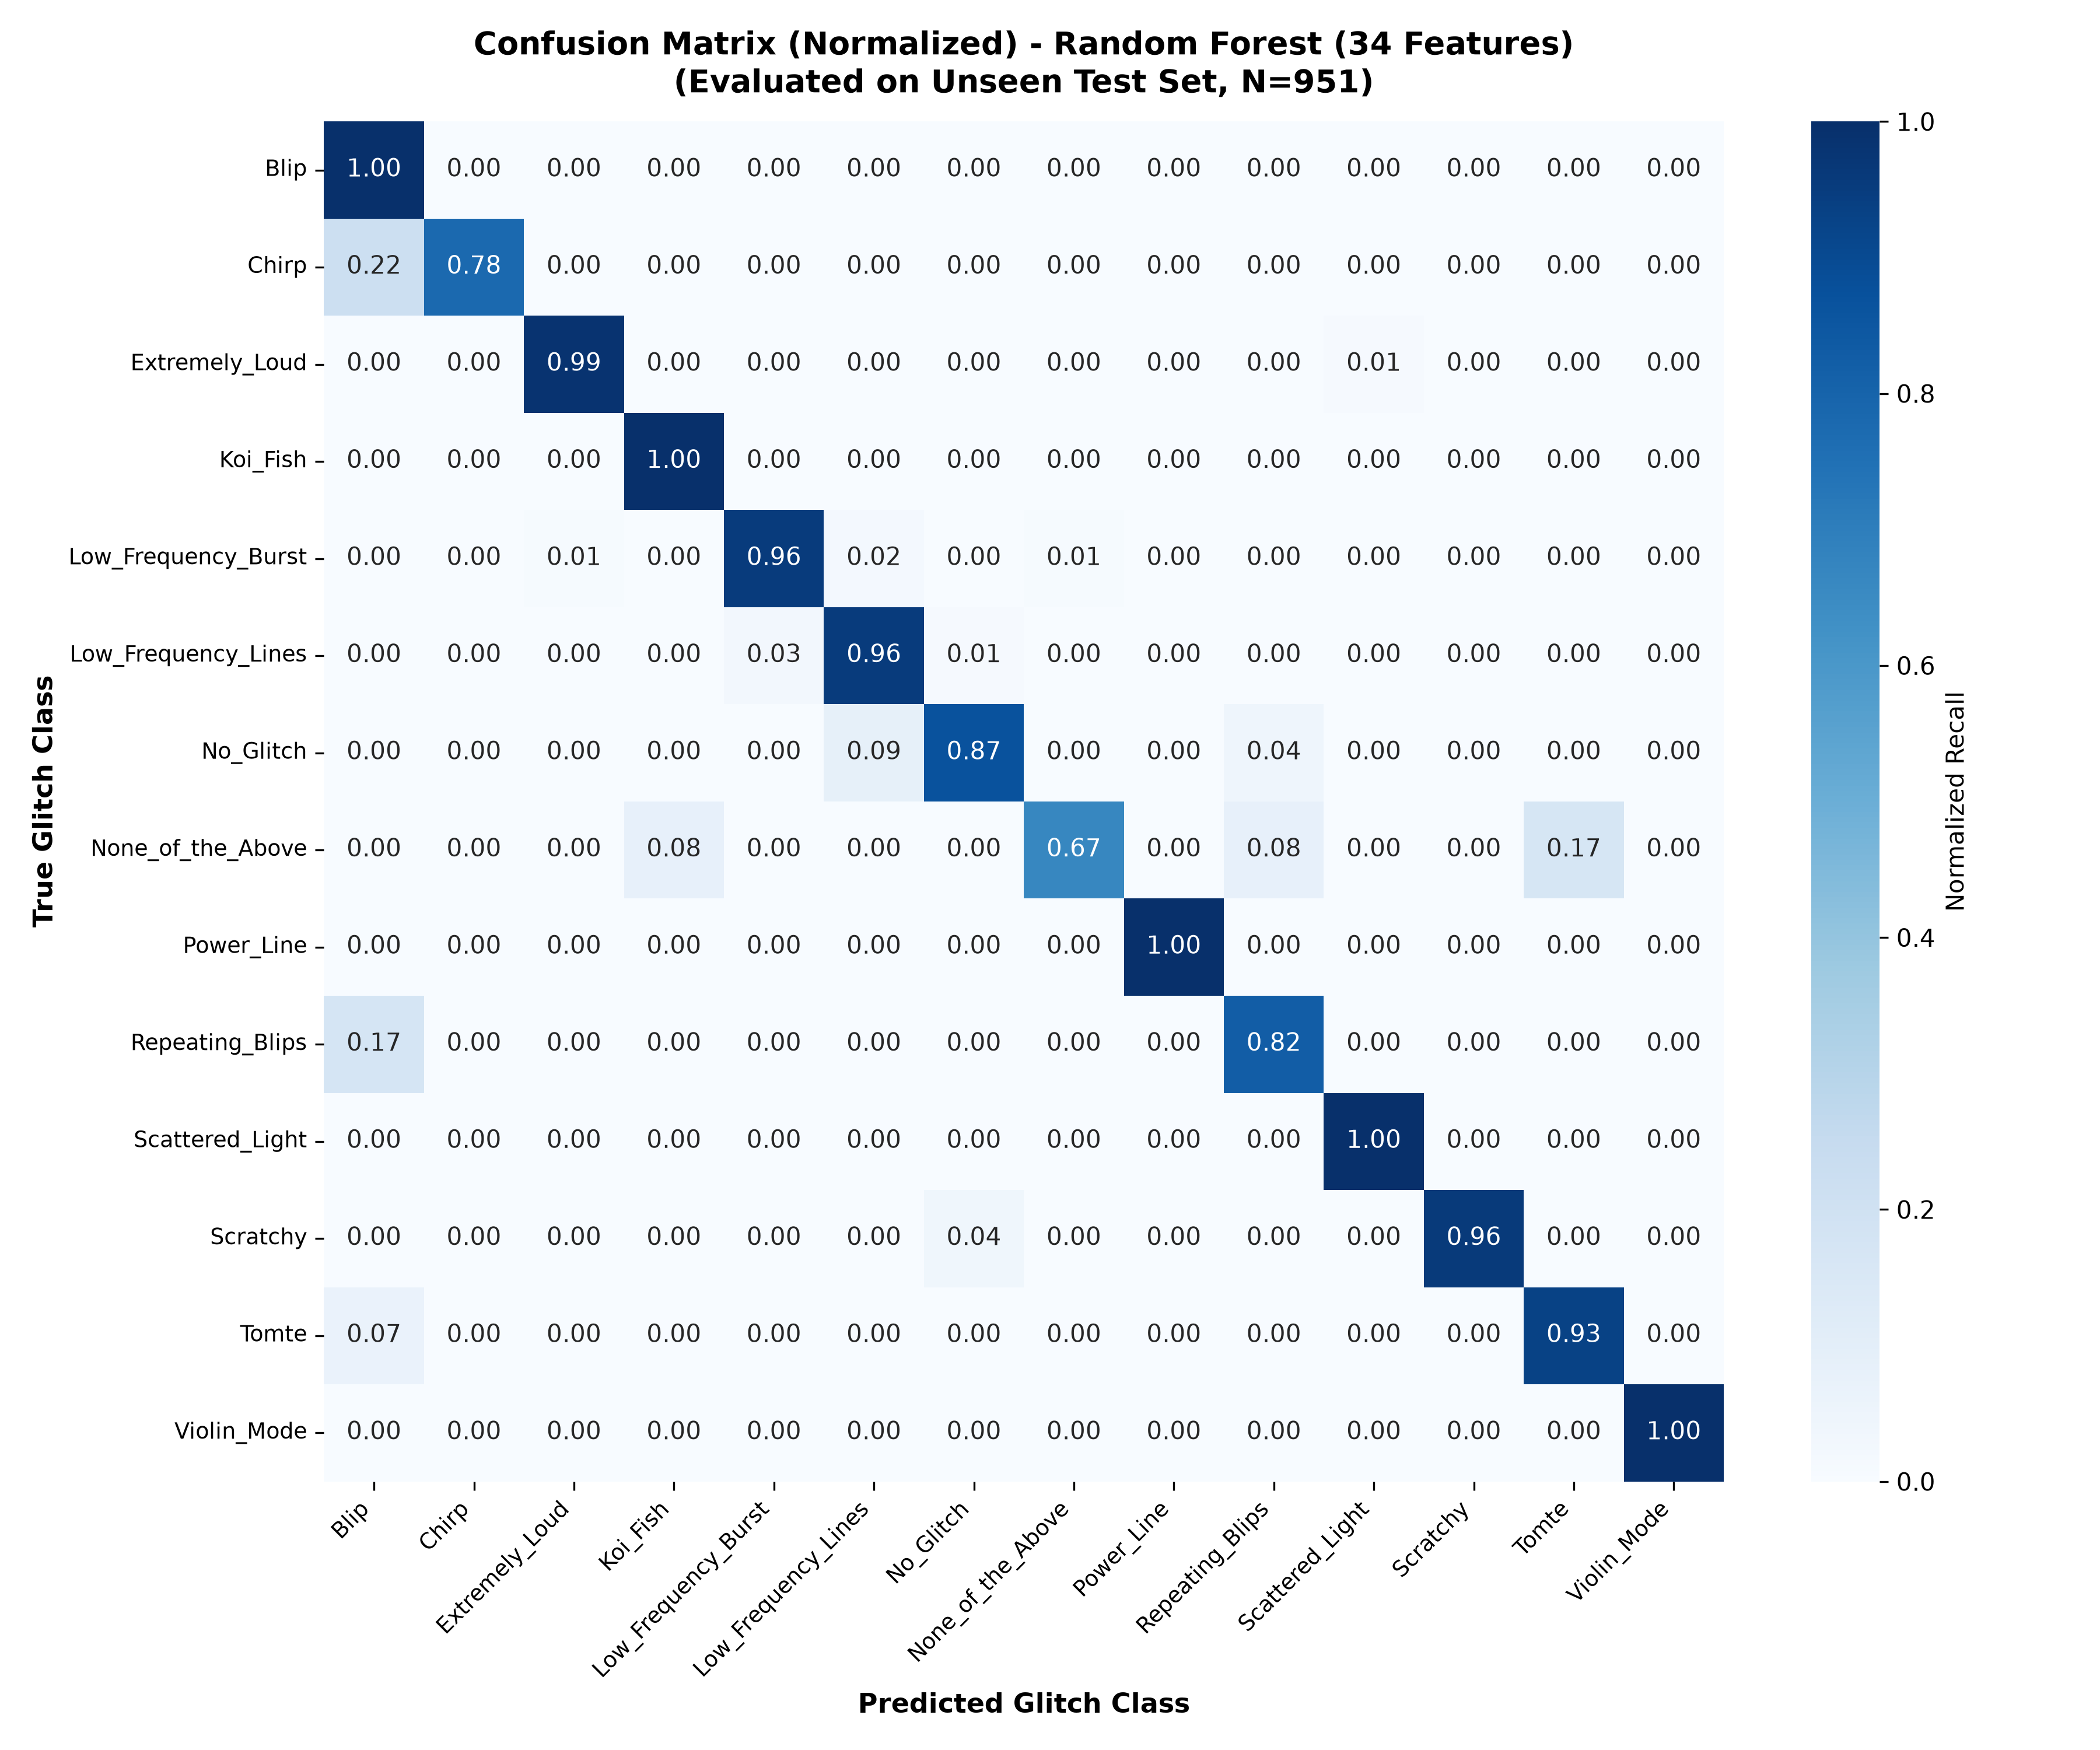 Confusion Matrix (Normalized) - Random Forest (34 Features)
(Evaluated on Unseen Test Set, N=951)
True Glitch Class
Blip 1.00 0.00 0.00 0.00 0.00 0.00 0.00 0.00 0.00 0.00 0.00 0.00 0.00 0.00
Chirp 0.22 0.78 0.00 0.00 0.00 0.00 0.00 0.00 0.00 0.00 0.00 0.00 0.00 0.00
Extremely_Loud 0.00 0.00 0.99 0.00 0.00 0.00 0.00 0.00 0.00 0.00 0.01 0.00 0.00 0.00
Koi_Fish 0.00 0.00 0.00 1.00 0.00 0.00 0.00 0.00 0.00 0.00 0.00 0.00 0.00 0.00
Low_Frequency_Burst 0.00 0.00 0.01 0.00 0.96 0.02 0.00 0.01 0.00 0.00 0.00 0.00 0.00 0.00
Low_Frequency_Lines 0.00 0.00 0.00 0.00 0.03 0.96 0.01 0.00 0.00 0.00 0.00 0.00 0.00 0.00
No_Glitch 0.00 0.00 0.00 0.00 0.00 0.09 0.87 0.00 0.00 0.04 0.00 0.00 0.00 0.00
None_of_the_Above 0.00 0.00 0.00 0.08 0.00 0.00 0.00 0.67 0.00 0.08 0.00 0.00 0.17 0.00
Power_Line 0.00 0.00 0.00 0.00 0.00 0.00 0.00 0.00 1.00 0.00 0.00 0.00 0.00 0.00
Repeating_Blips 0.17 0.00 0.00 0.00 0.00 0.00 0.00 0.00 0.00 0.82 0.00 0.00 0.00 0.00
Scattered_Light 0.00 0.00 0.00 0.00 0.00 0.00 0.00 0.00 0.00 0.00 1.00 0.00 0.00 0.00
Scratchy 0.00 0.00 0.00 0.00 0.00 0.00 0.04 0.00 0.00 0.00 0.00 0.96 0.00 0.00
Tomte 0.07 0.00 0.00 0.00 0.00 0.00 0.00 0.00 0.00 0.00 0.00 0.00 0.93 0.00
Violin_Mode 0.00 0.00 0.00 0.00 0.00 0.00 0.00 0.00 0.00 0.00 0.00 0.00 0.00 1.00
Blip
Chirp
Extremely_Loud
Koi_Fish
Low_Frequency_Burst
Low_Frequency_Lines
No_Glitch
None_of_the_Above
Power_Line
Repeating_Blips
Scattered_Light
Scratchy
Tomte
Violin_Mode
Predicted Glitch Class
1.0
0.8
0.6
0.4
0.2
0.0
Normalized Recall